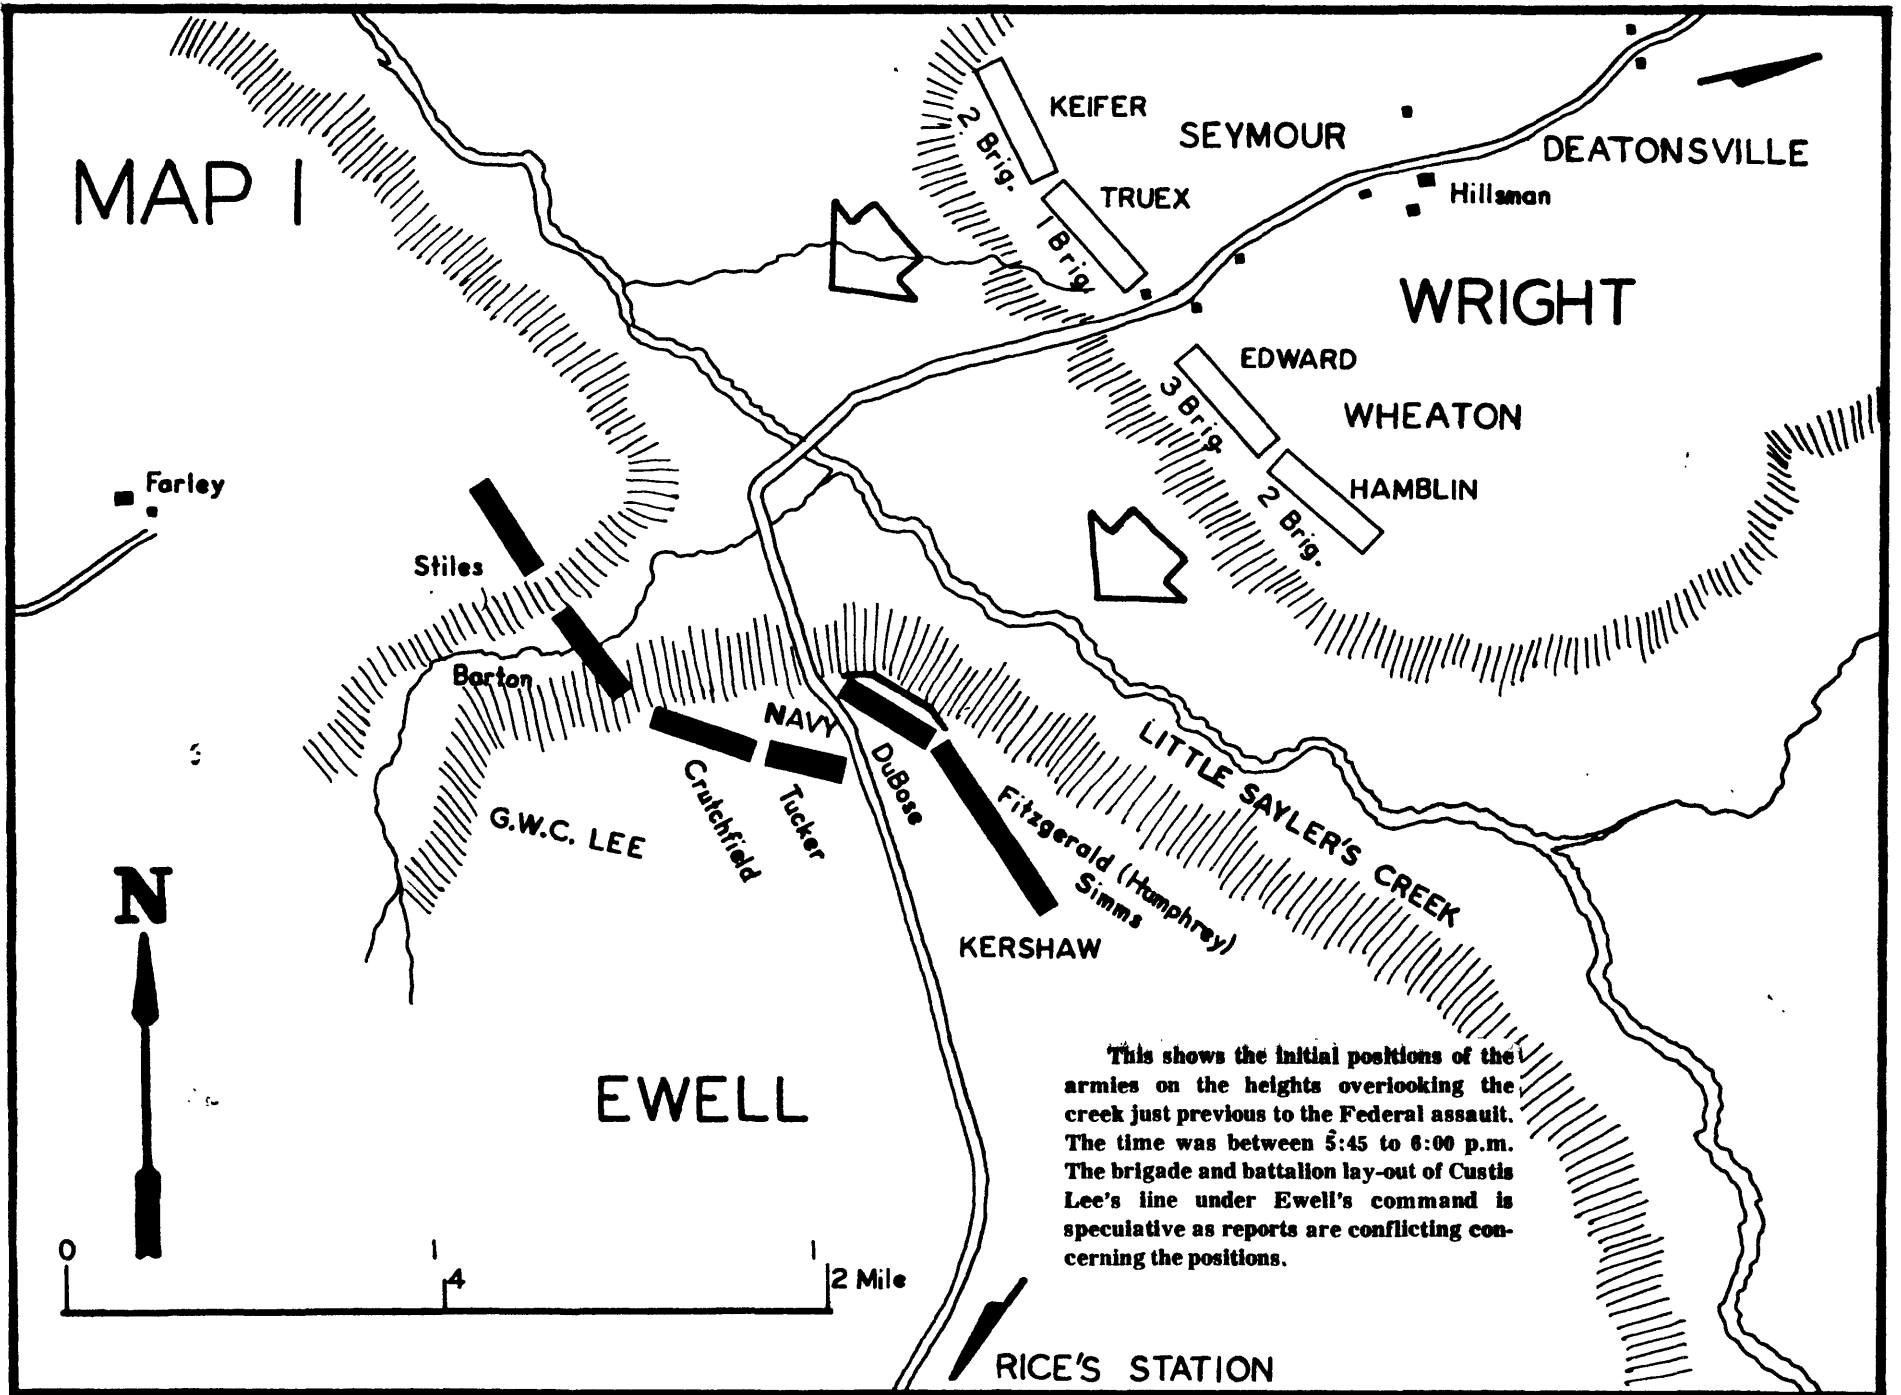 MAP I
KEIFER
SEYMOUR
2 Brig.
DEATONSVILLE
TRUEX
Hillsman
1 Brig.
WRIGHT
EDWARD
3 Brig.
WHEATON
HAMBLIN
2 Brig.
Farley
Stiles
Barton
NAVY
LITTLE SAYLER'S CREEK
DuBose
Crutchfield
Tucker
G.W.C. LEE
Fitzgerald (Humphrey)
Simms
KERSHAW
N
EWELL
This shows the initial positions of the
armies on the heights overlooking the
creek just previous to the Federal assault.
The time was between 5:45 to 6:00 p.m.
The brigade and battalion lay-out of Custis
Lee's line under Ewell's command is
speculative as reports are conflicting con-
cerning the positions.
0 1/4 1/2 Mile
RICE'S STATION